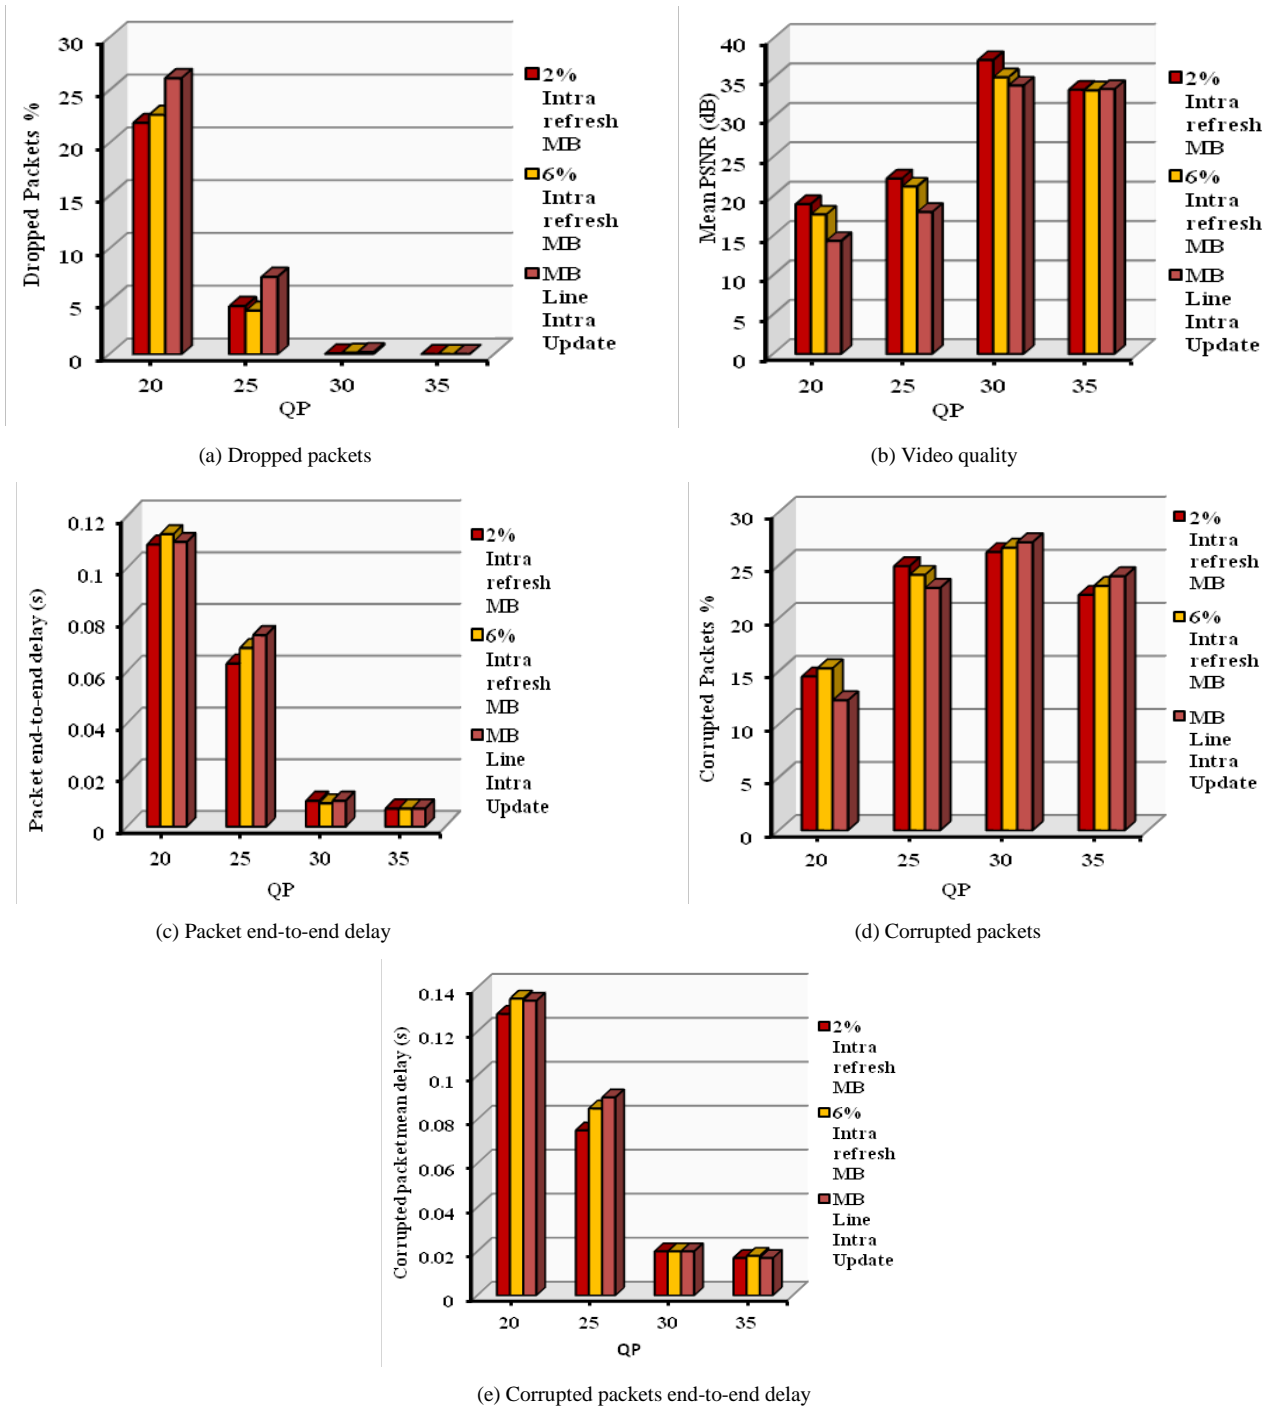 30
25
20
15
10
5
0
Dropped Packets %
20 25 30 35
QP
2%
Intra
refresh
MB
6%
Intra
refresh
MB
MB
Line
Intra
Update
(a) Dropped packets
40
35
30
25
20
15
10
5
0
Mean PSNR (dB)
20 25 30 35
QP
2%
Intra
refresh
MB
6%
Intra
refresh
MB
MB
Line
Intra
Update
(b) Video quality
0.12
0.1
0.08
0.06
0.04
0.02
0
Packet end-to-end delay (s)
20 25 30 35
QP
2%
Intra
refresh
MB
6%
Intra
refresh
MB
MB
Line
Intra
Update
(c) Packet end-to-end delay
30
25
20
15
10
5
0
Corrupted Packets %
20 25 30 35
QP
2%
Intra
refresh
MB
6%
Intra
refresh
MB
MB
Line
Intra
Update
(d) Corrupted packets
0.14
0.12
0.1
0.08
0.06
0.04
0.02
0
Corrupted packet mean delay (s)
20 25 30 35
QP
2%
Intra
refresh
MB
6%
Intra
refresh
MB
MB
Line
Intra
Update
(e) Corrupted packets end-to-end delay